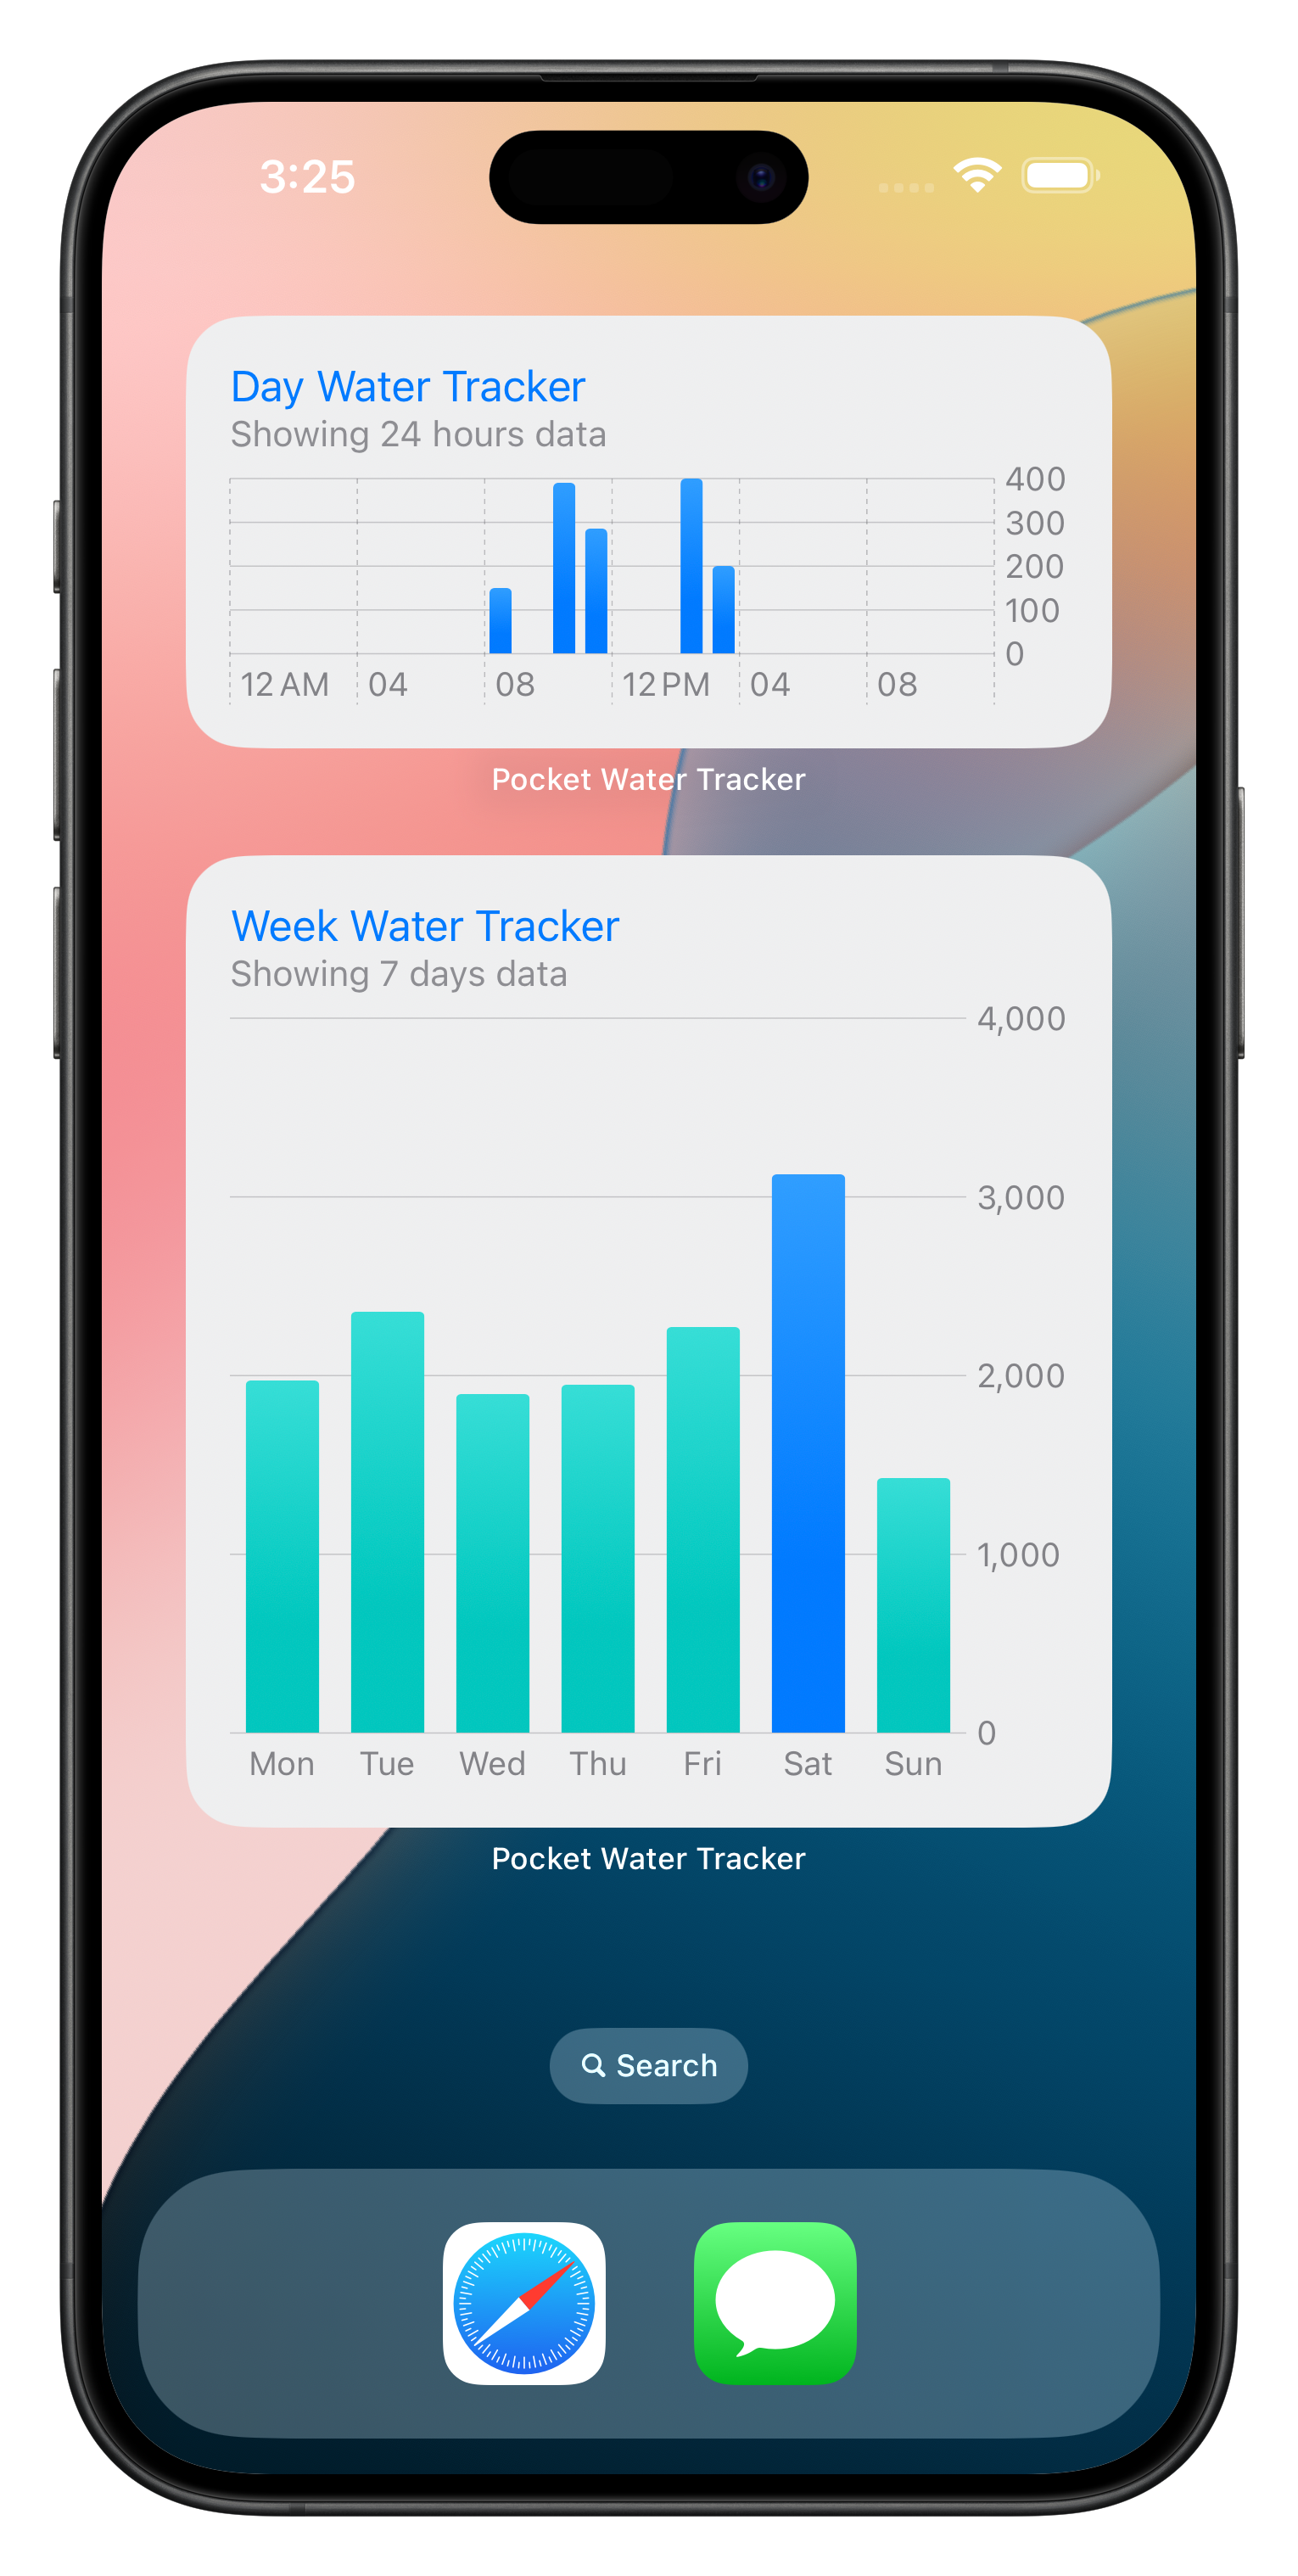 3:25
Day Water Tracker
Showing 24 hours data
400
300
200
100
0
12 AM 04 08 12 PM 04 08
Pocket Water Tracker
Week Water Tracker
Showing 7 days data
4,000
3,000
2,000
1,000
0
Mon Tue Wed Thu Fri Sat Sun
Pocket Water Tracker
Search